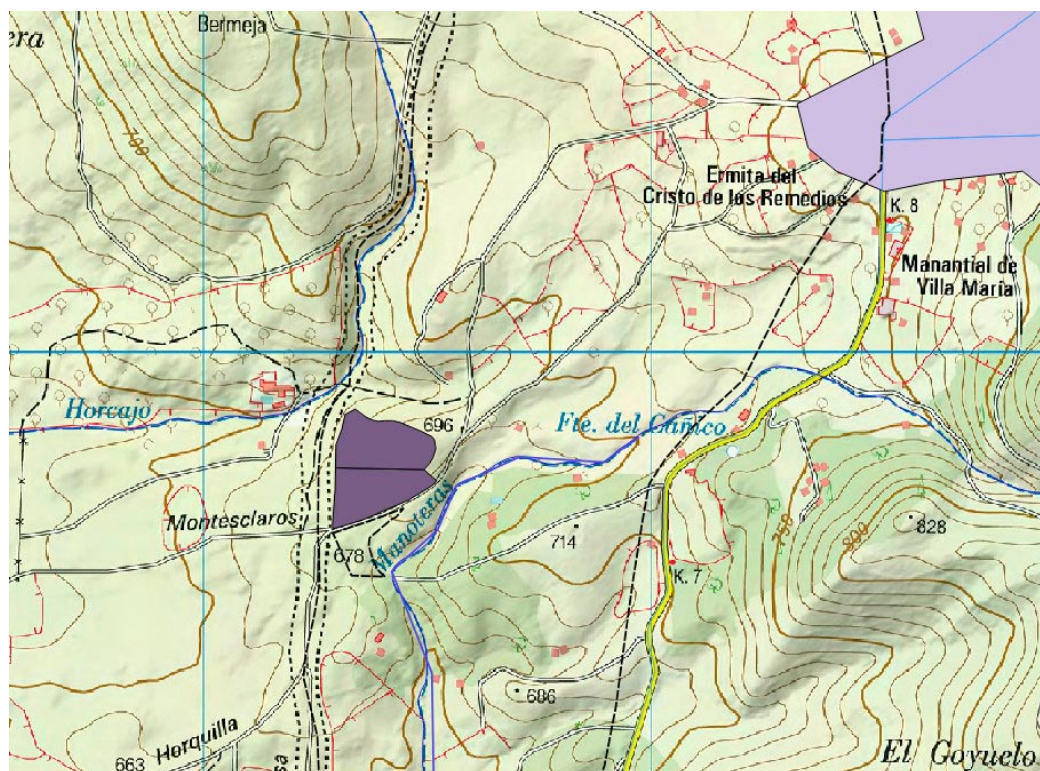 Bermeja
era
700
Ermita del
Cristo de los Remedios
K. 8
Manantial de
Villa María
Horcajo
696
Fte. del Cañico
Montesclaros
Manoteras
678
714
750
800
828
K. 7
686
Horquilla
663
sa
El Goyuelo